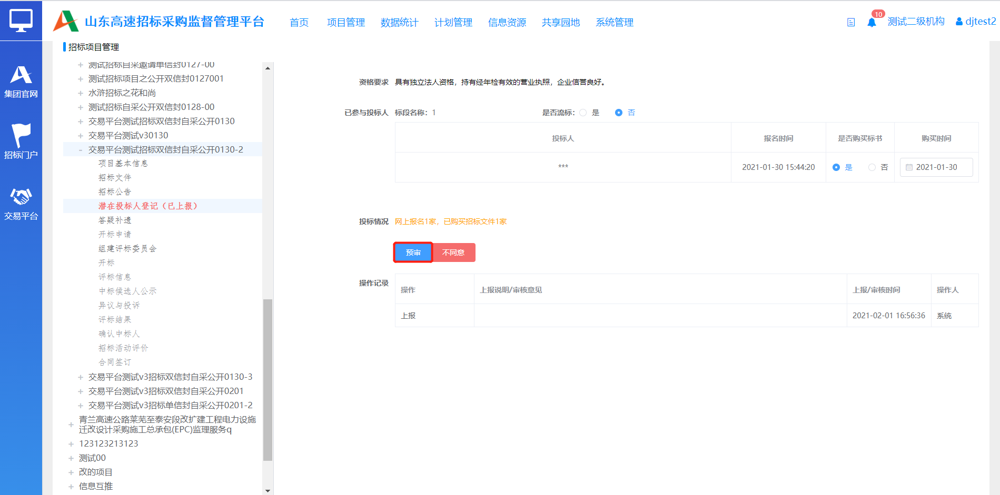 山东高速招标采购监督管理平台
首页 项目管理 数据统计 计划管理 信息资源 共享园地 系统管理
10
测试二级机构 djtest2
集团官网
招标门户
交易平台
招标项目管理
+ 测试招标自采邀请单信封0127-00
+ 测试招标项目之公开双信封0127001
+ 水浒招标之花和尚
+ 测试招标自采公开双信封0128-00
+ 交易平台测试招标双信封自采公开0130
+ 交易平台测试v30130
- 交易平台测试招标双信封自采公开0130-2
项目基本信息
招标文件
招标公告
潜在投标人登记（已上报）
答疑补遗
开标申请
组建评标委员会
开标
评标信息
中标候选人公示
异议与投诉
评标结果
确认中标人
招标活动评价
合同签订
+ 交易平台测试v3招标双信封自采公开0130-3
+ 交易平台测试v3招标双信封自采公开0201
+ 交易平台测试v3招标单信封自采公开0201-2
+ 青兰高速公路莱芜至泰安段改扩建工程电力设施
迁改设计采购施工总承包(EPC)监理服务q
+ 123123213123
+ 测试00
+ 改的项目
+ 信息互推
资格要求 具有独立法人资格，持有经年检有效的营业执照，企业信誉良好。
已参与投标人 标段名称：1 是否流标： 是 否
投标人 报名时间 是否购买标书 购买时间
*** 2021-01-30 15:44:20 是 否 2021-01-30
投标情况 网上报名1家，已购买招标文件1家
预审 不同意
操作记录
操作 上报说明/审核意见 上报/审核时间 操作人
上报 2021-02-01 16:56:36 系统